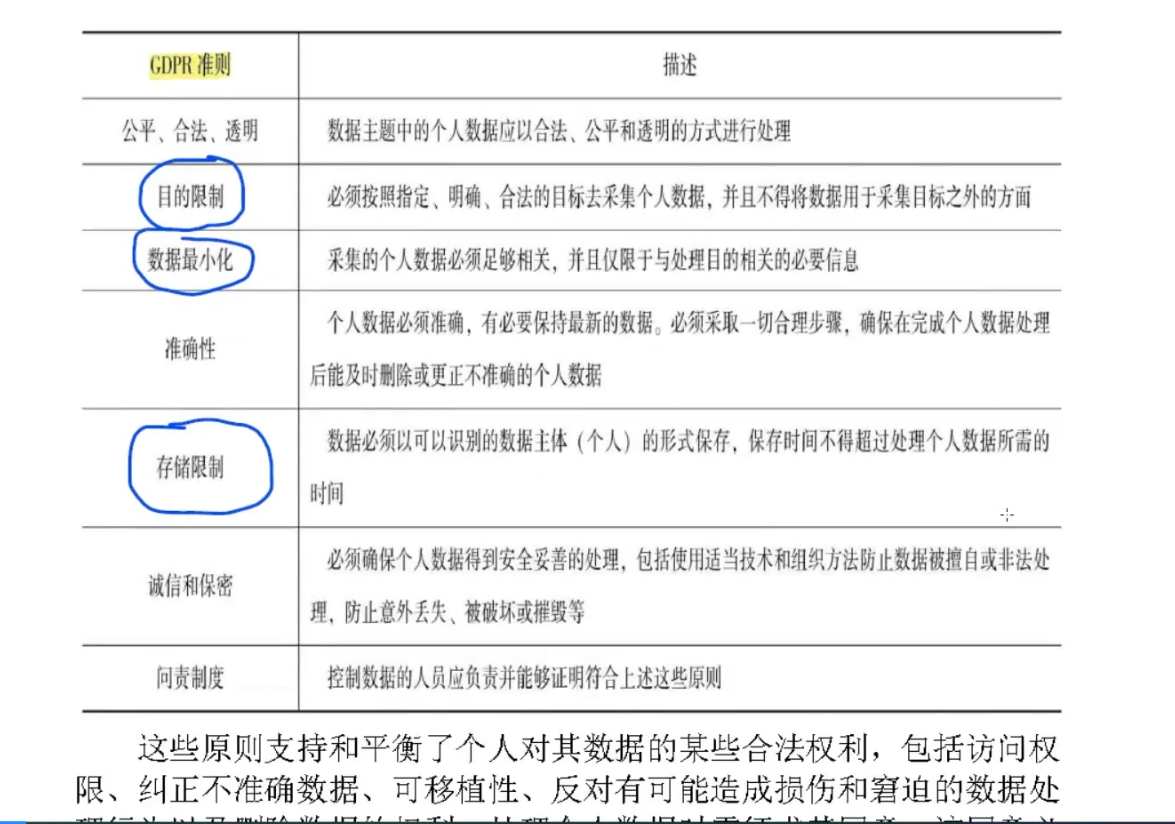 GDPR 准则 描述
公平、合法、透明 数据主题中的个人数据应以合法、公平和透明的方式进行处理
目的限制 必须按照指定、明确、合法的目标去采集个人数据，并且不得将数据用于采集目标之外的方面
数据最小化 采集的个人数据必须足够相关，并且仅限于与处理目的相关的必要信息
准确性 个人数据必须准确，有必要保持最新的数据。必须采取一切合理步骤，确保在完成个人数据处理
后能及时删除或更正不准确的个人数据
存储限制 数据必须以可以识别的数据主体（个人）的形式保存，保存时间不得超过处理个人数据所需的
时间
诚信和保密 必须确保个人数据得到安全妥善的处理，包括使用适当技术和组织方法防止数据被擅自或非法处
理，防止意外丢失、被破坏或摧毁等
问责制度 控制数据的人员应负责并能够证明符合上述这些原则
这些原则支持和平衡了个人对其数据的某些合法权利，包括访问权
限、纠正不准确数据、可移植性、反对有可能造成损伤和窘迫的数据处